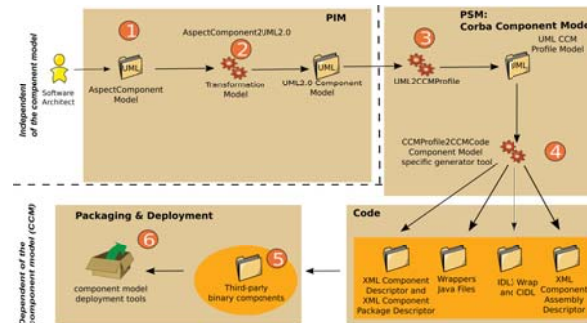 PIM
PSM:
Corba Component Model
Independent
of the component model
Software
Architect
1
UML
AspectComponent
Model
AspectComponent2UML2.0
2
Transformation
Model
UML
UML2.0 Component
Model
3
UML2CCMProfile
UML CCM
Profile Model
UML
CCMProfile2CCMCode
Component Model
specific generator tool
4
Dependent of the
component model (CCM)
Packaging & Deployment
6
component model
deployment tools
5
Third-party
binary components
Code
XML Component
Descriptor and
XML Component
Package Descriptor
Wrappers
Java Files
Wrap
and CIDL
XML
Component
Assembly
Descriptor